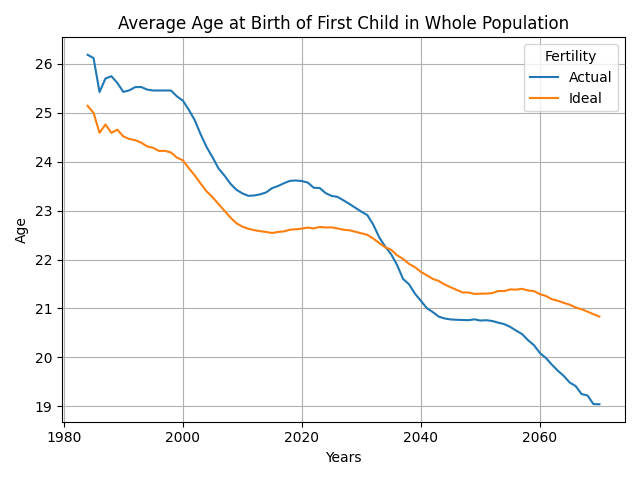 Average Age at Birth of First Child in Whole Population
Fertility
Actual
Ideal
Age
26
25
24
23
22
21
20
19
1980
2000
2020
2040
2060
Years